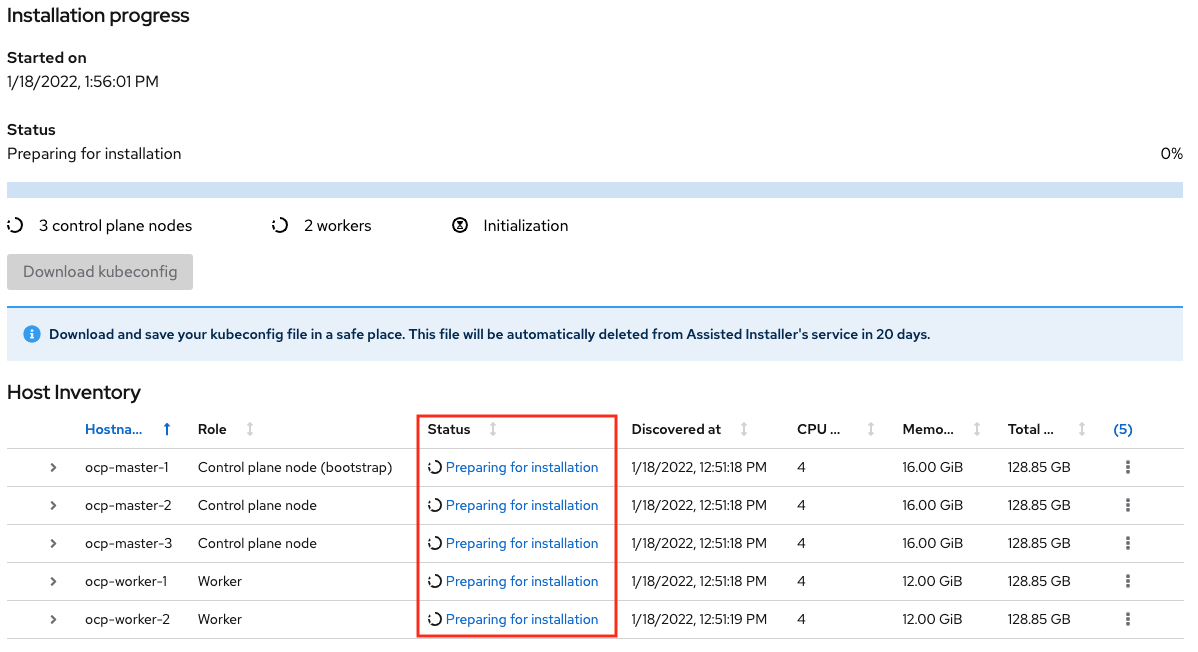 Installation progress
Started on
1/18/2022, 1:56:01 PM
Status
Preparing for installation 0%
3 control plane nodes 2 workers Initialization
Download kubeconfig
Download and save your kubeconfig file in a safe place. This file will be automatically deleted from Assisted Installer's service in 20 days.
Host Inventory
Hostna... Role Status Discovered at CPU ... Memo... Total ... (5)
ocp-master-1 Control plane node (bootstrap) Preparing for installation 1/18/2022, 12:51:18 PM 4 16.00 GiB 128.85 GB
ocp-master-2 Control plane node Preparing for installation 1/18/2022, 12:51:18 PM 4 16.00 GiB 128.85 GB
ocp-master-3 Control plane node Preparing for installation 1/18/2022, 12:51:18 PM 4 16.00 GiB 128.85 GB
ocp-worker-1 Worker Preparing for installation 1/18/2022, 12:51:18 PM 4 12.00 GiB 128.85 GB
ocp-worker-2 Worker Preparing for installation 1/18/2022, 12:51:19 PM 4 12.00 GiB 128.85 GB